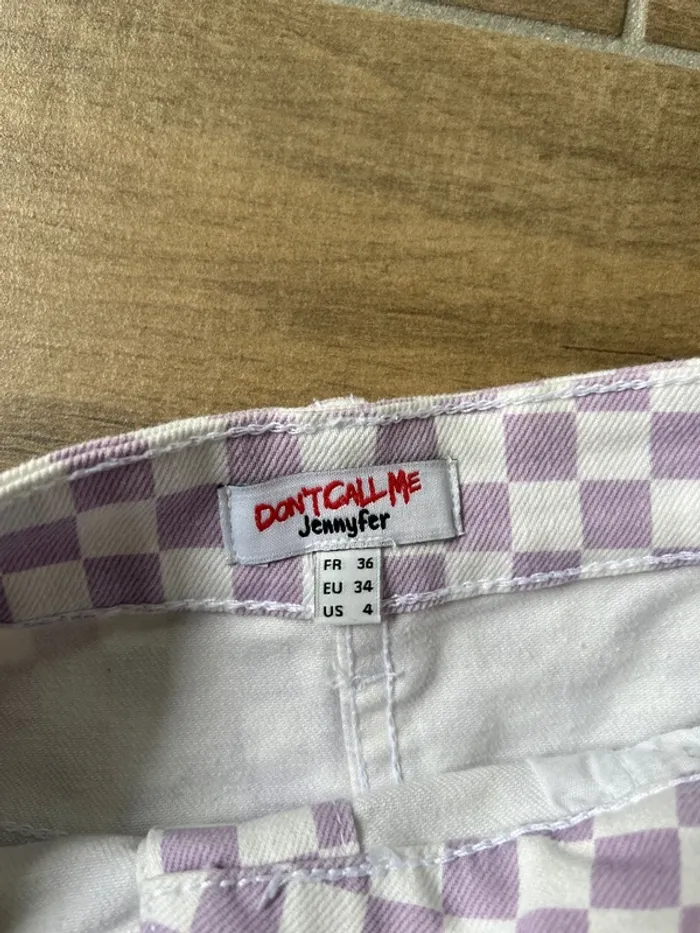 DON'T CALL ME
Jennyfer
FR 36
EU 34
US 4